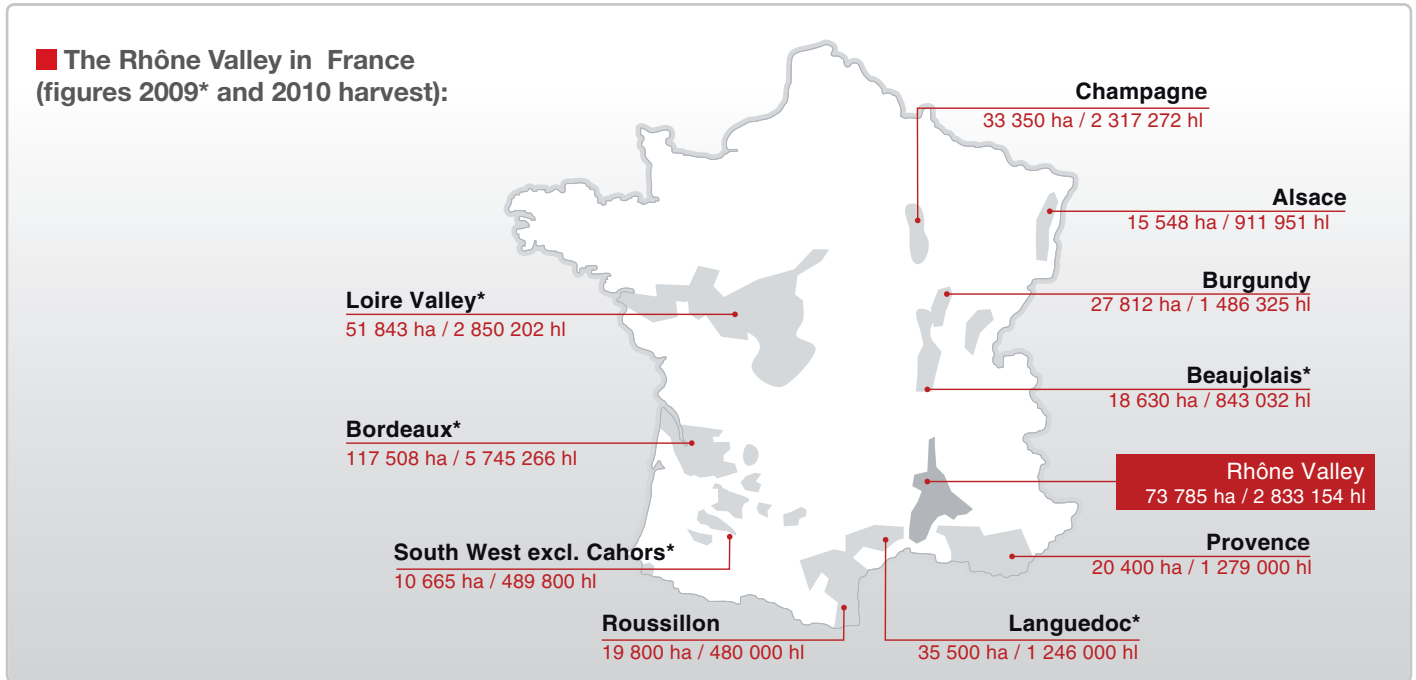 The Rhône Valley in France
(figures 2009* and 2010 harvest):
Champagne
33 350 ha / 2 317 272 hl
Alsace
15 548 ha / 911 951 hl
Burgundy
27 812 ha / 1 486 325 hl
Loire Valley*
51 843 ha / 2 850 202 hl
Beaujolais*
18 630 ha / 843 032 hl
Bordeaux*
117 508 ha / 5 745 266 hl
Rhône Valley
73 785 ha / 2 833 154 hl
South West excl. Cahors*
10 665 ha / 489 800 hl
Provence
20 400 ha / 1 279 000 hl
Roussillon
19 800 ha / 480 000 hl
Languedoc*
35 500 ha / 1 246 000 hl